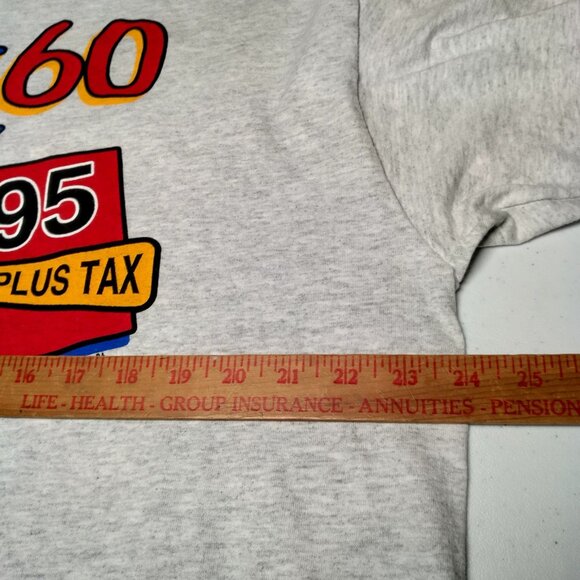 60
95
PLUS TAX
16 17 18 19 20 21 22 23 24 25
LIFE - HEALTH - GROUP INSURANCE - ANNUITIES - PENSION